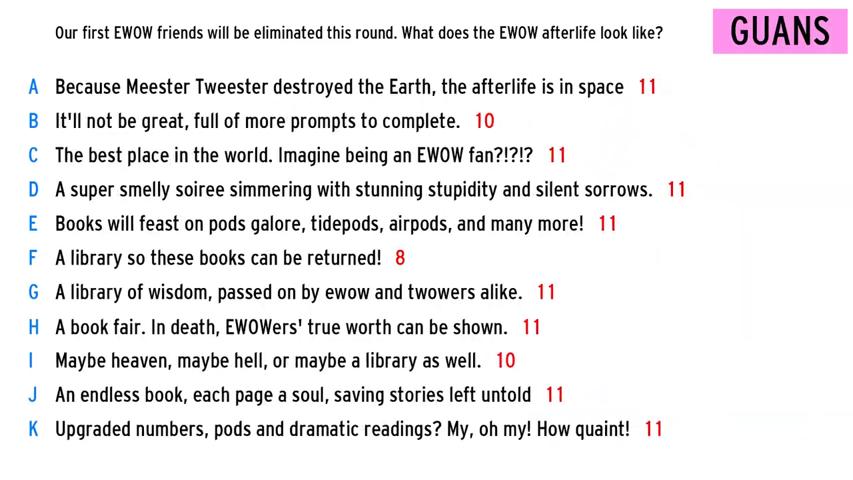 Our first EWOW friends will be eliminated this round. What does the EWOW afterlife look like?
GUANS
A Because Meester Tweester destroyed the Earth, the afterlife is in space 11
B It'll not be great, full of more prompts to complete. 10
C The best place in the world. Imagine being an EWOW fan?!?!? 11
D A super smelly soiree simmering with stunning stupidity and silent sorrows. 11
E Books will feast on pods galore, tidepods, airpods, and many more! 11
F A library so these books can be returned! 8
G A library of wisdom, passed on by ewow and twowers alike. 11
H A book fair. In death, EWOWers' true worth can be shown. 11
I Maybe heaven, maybe hell, or maybe a library as well. 10
J An endless book, each page a soul, saving stories left untold 11
K Upgraded numbers, pods and dramatic readings? My, oh my! How quaint! 11